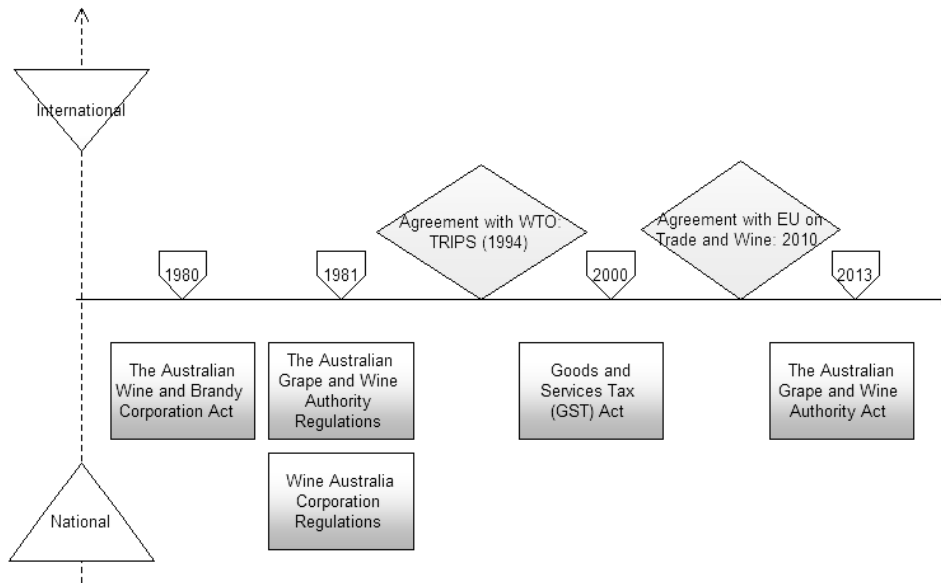 International
Agreement with WTO:
TRIPS (1994)
Agreement with EU on
Trade and Wine: 2010
1980
1981
2000
2013
The Australian
Wine and Brandy
Corporation Act
The Australian
Grape and Wine
Authority
Regulations
Goods and
Services Tax
(GST) Act
The Australian
Grape and Wine
Authority Act
Wine Australia
Corporation
Regulations
National